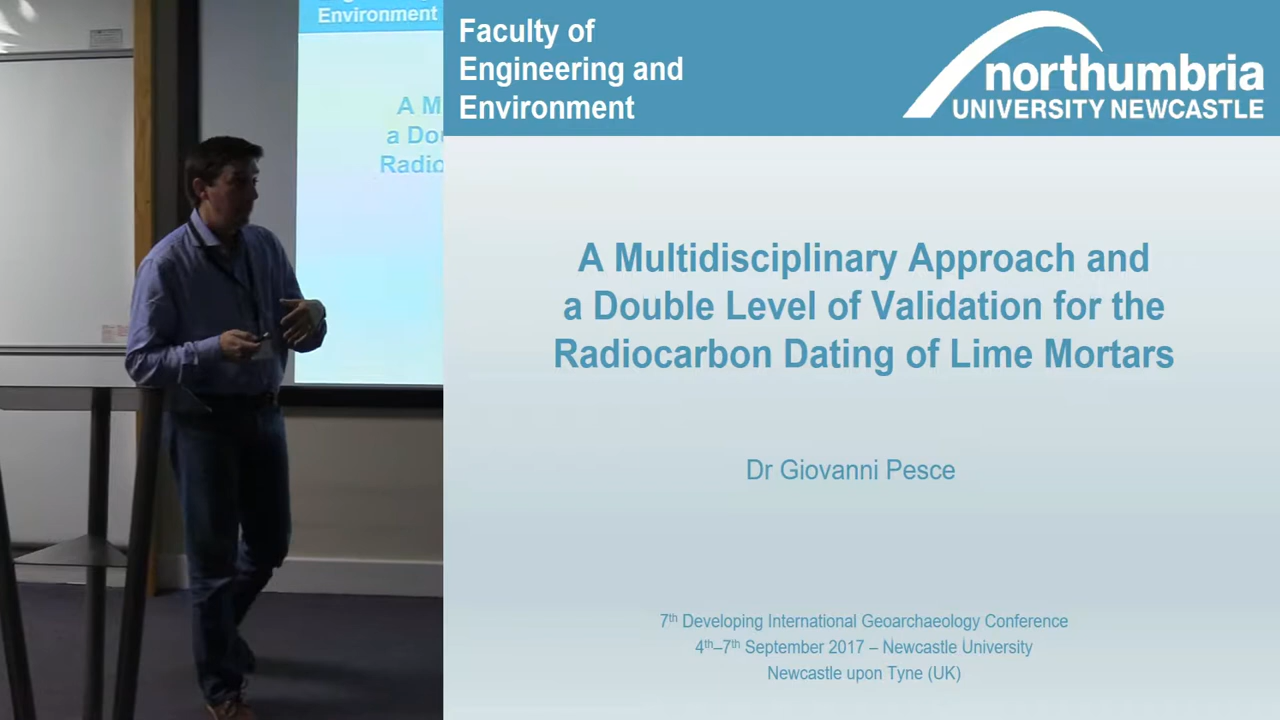 Environment
A M
a Dou
Radio
Faculty of
Engineering and
Environment
northumbria
UNIVERSITY NEWCASTLE
A Multidisciplinary Approach and
a Double Level of Validation for the
Radiocarbon Dating of Lime Mortars
Dr Giovanni Pesce
7th Developing International Geoarchaeology Conference
4th–7th September 2017 – Newcastle University
Newcastle upon Tyne (UK)